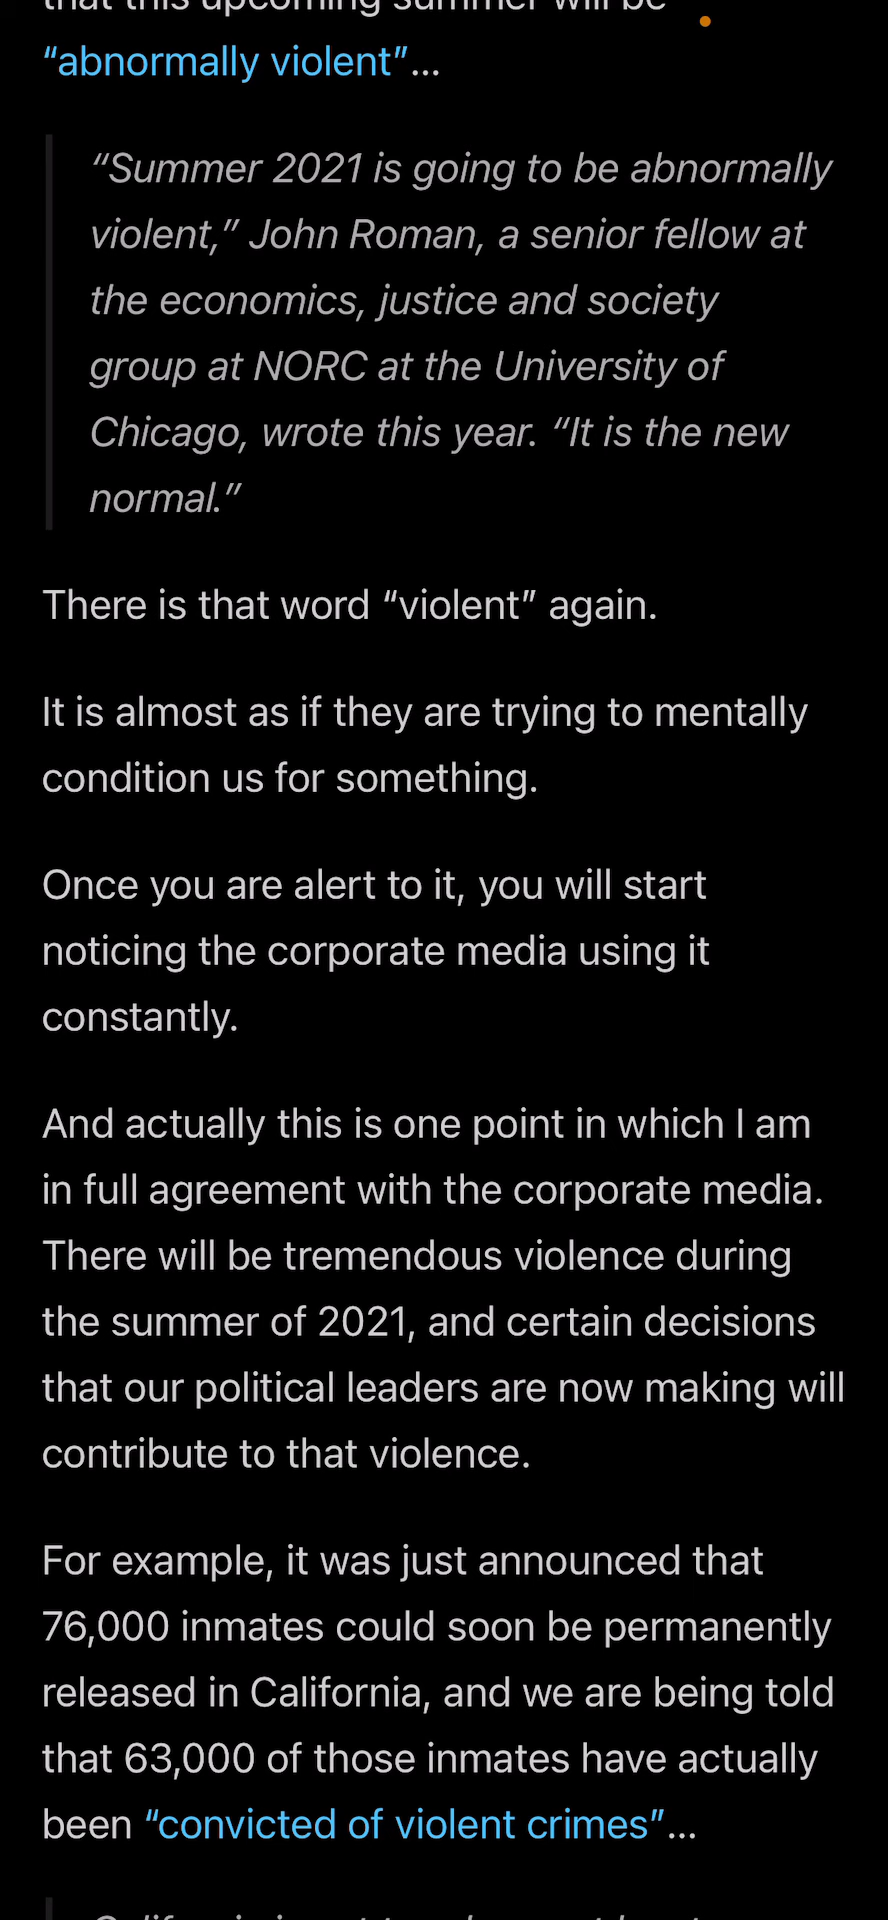 that this upcoming summer will be
“abnormally violent”...
“Summer 2021 is going to be abnormally
violent,” John Roman, a senior fellow at
the economics, justice and society
group at NORC at the University of
Chicago, wrote this year. “It is the new
normal.”
There is that word “violent” again.
It is almost as if they are trying to mentally
condition us for something.
Once you are alert to it, you will start
noticing the corporate media using it
constantly.
And actually this is one point in which I am
in full agreement with the corporate media.
There will be tremendous violence during
the summer of 2021, and certain decisions
that our political leaders are now making will
contribute to that violence.
For example, it was just announced that
76,000 inmates could soon be permanently
released in California, and we are being told
that 63,000 of those inmates have actually
been “convicted of violent crimes”...